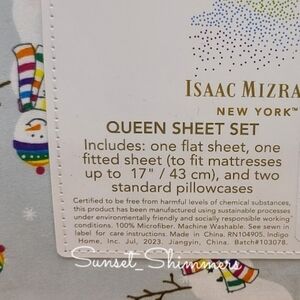 ISAAC MIZRA
NEW YORK™
QUEEN SHEET SET
Includes: one flat sheet, one
fitted sheet (to fit mattresses
up to 17" / 43 cm), and two
standard pillowcases
Certified to be free from harmful levels of chemical substances,
this product has been manufactured using sustainable processes
under environmentally friendly and socially responsible working
conditions. 100% Microfiber. Machine Washable. See sewn in
label for care instructions. Made in China. RN104905. Indigo
Home, Inc. Jul, 2023. Jiangyin, China. Batch#103078.
Sunset_Shimmers